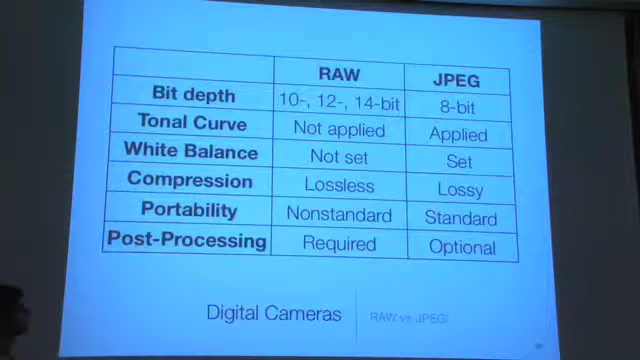 RAW JPEG
Bit depth 10-, 12-, 14-bit 8-bit
Tonal Curve Not applied Applied
White Balance Not set Set
Compression Lossless Lossy
Portability Nonstandard Standard
Post-Processing Required Optional
Digital Cameras RAW vs JPEG